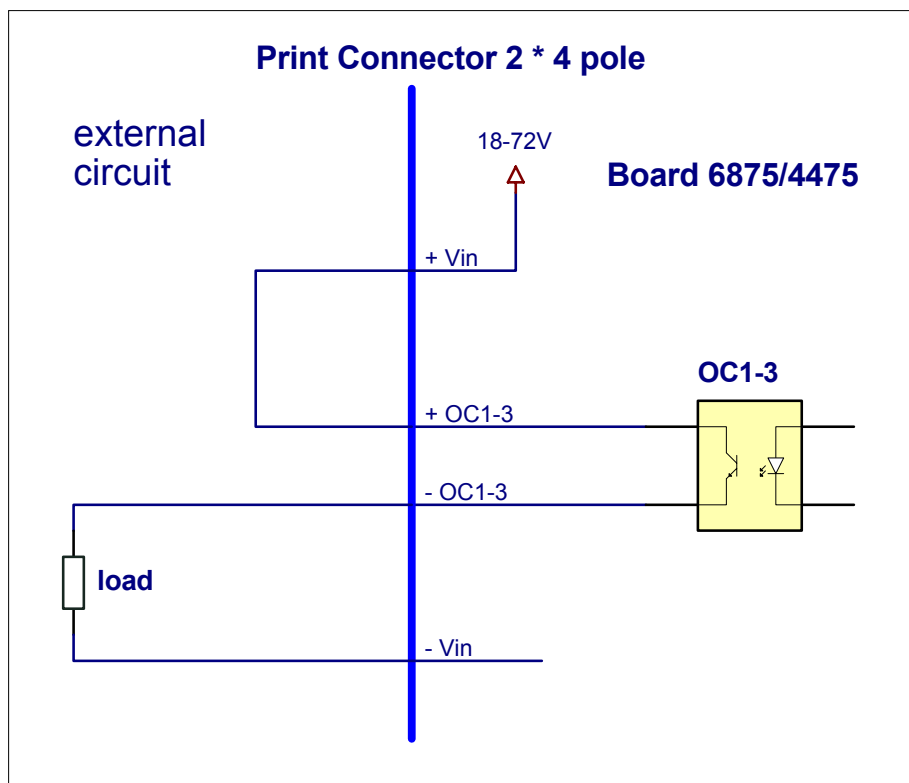 Print Connector 2 * 4 pole
external
circuit
18-72V
Board 6875/4475
+ Vin
OC1-3
+ OC1-3
- OC1-3
load
- Vin